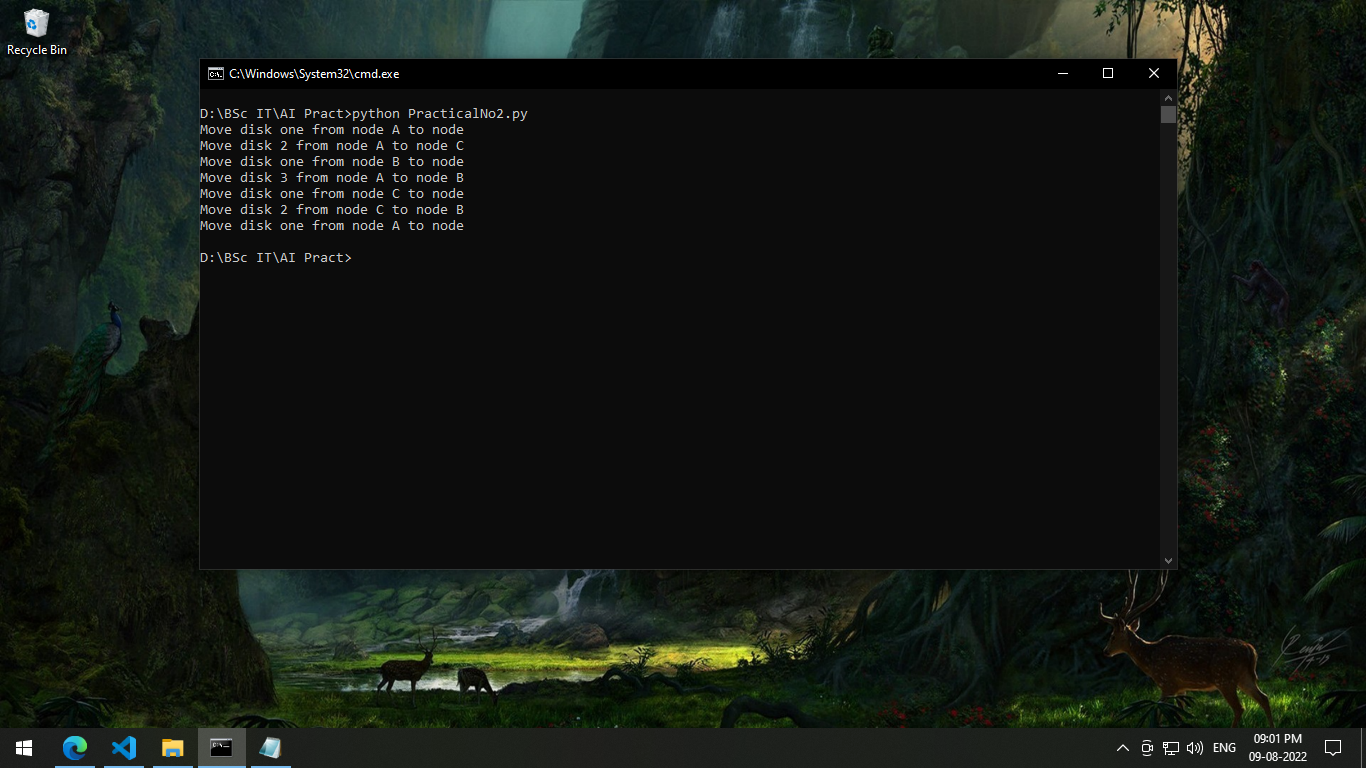 Recycle Bin
C:\Windows\System32\cmd.exe
D:\BSc IT\AI Pract>python PracticalNo2.py
Move disk one from node A to node
Move disk 2 from node A to node C
Move disk one from node B to node
Move disk 3 from node A to node B
Move disk one from node C to node
Move disk 2 from node C to node B
Move disk one from node A to node
D:\BSc IT\AI Pract>
ENG
09:01 PM
09-08-2022